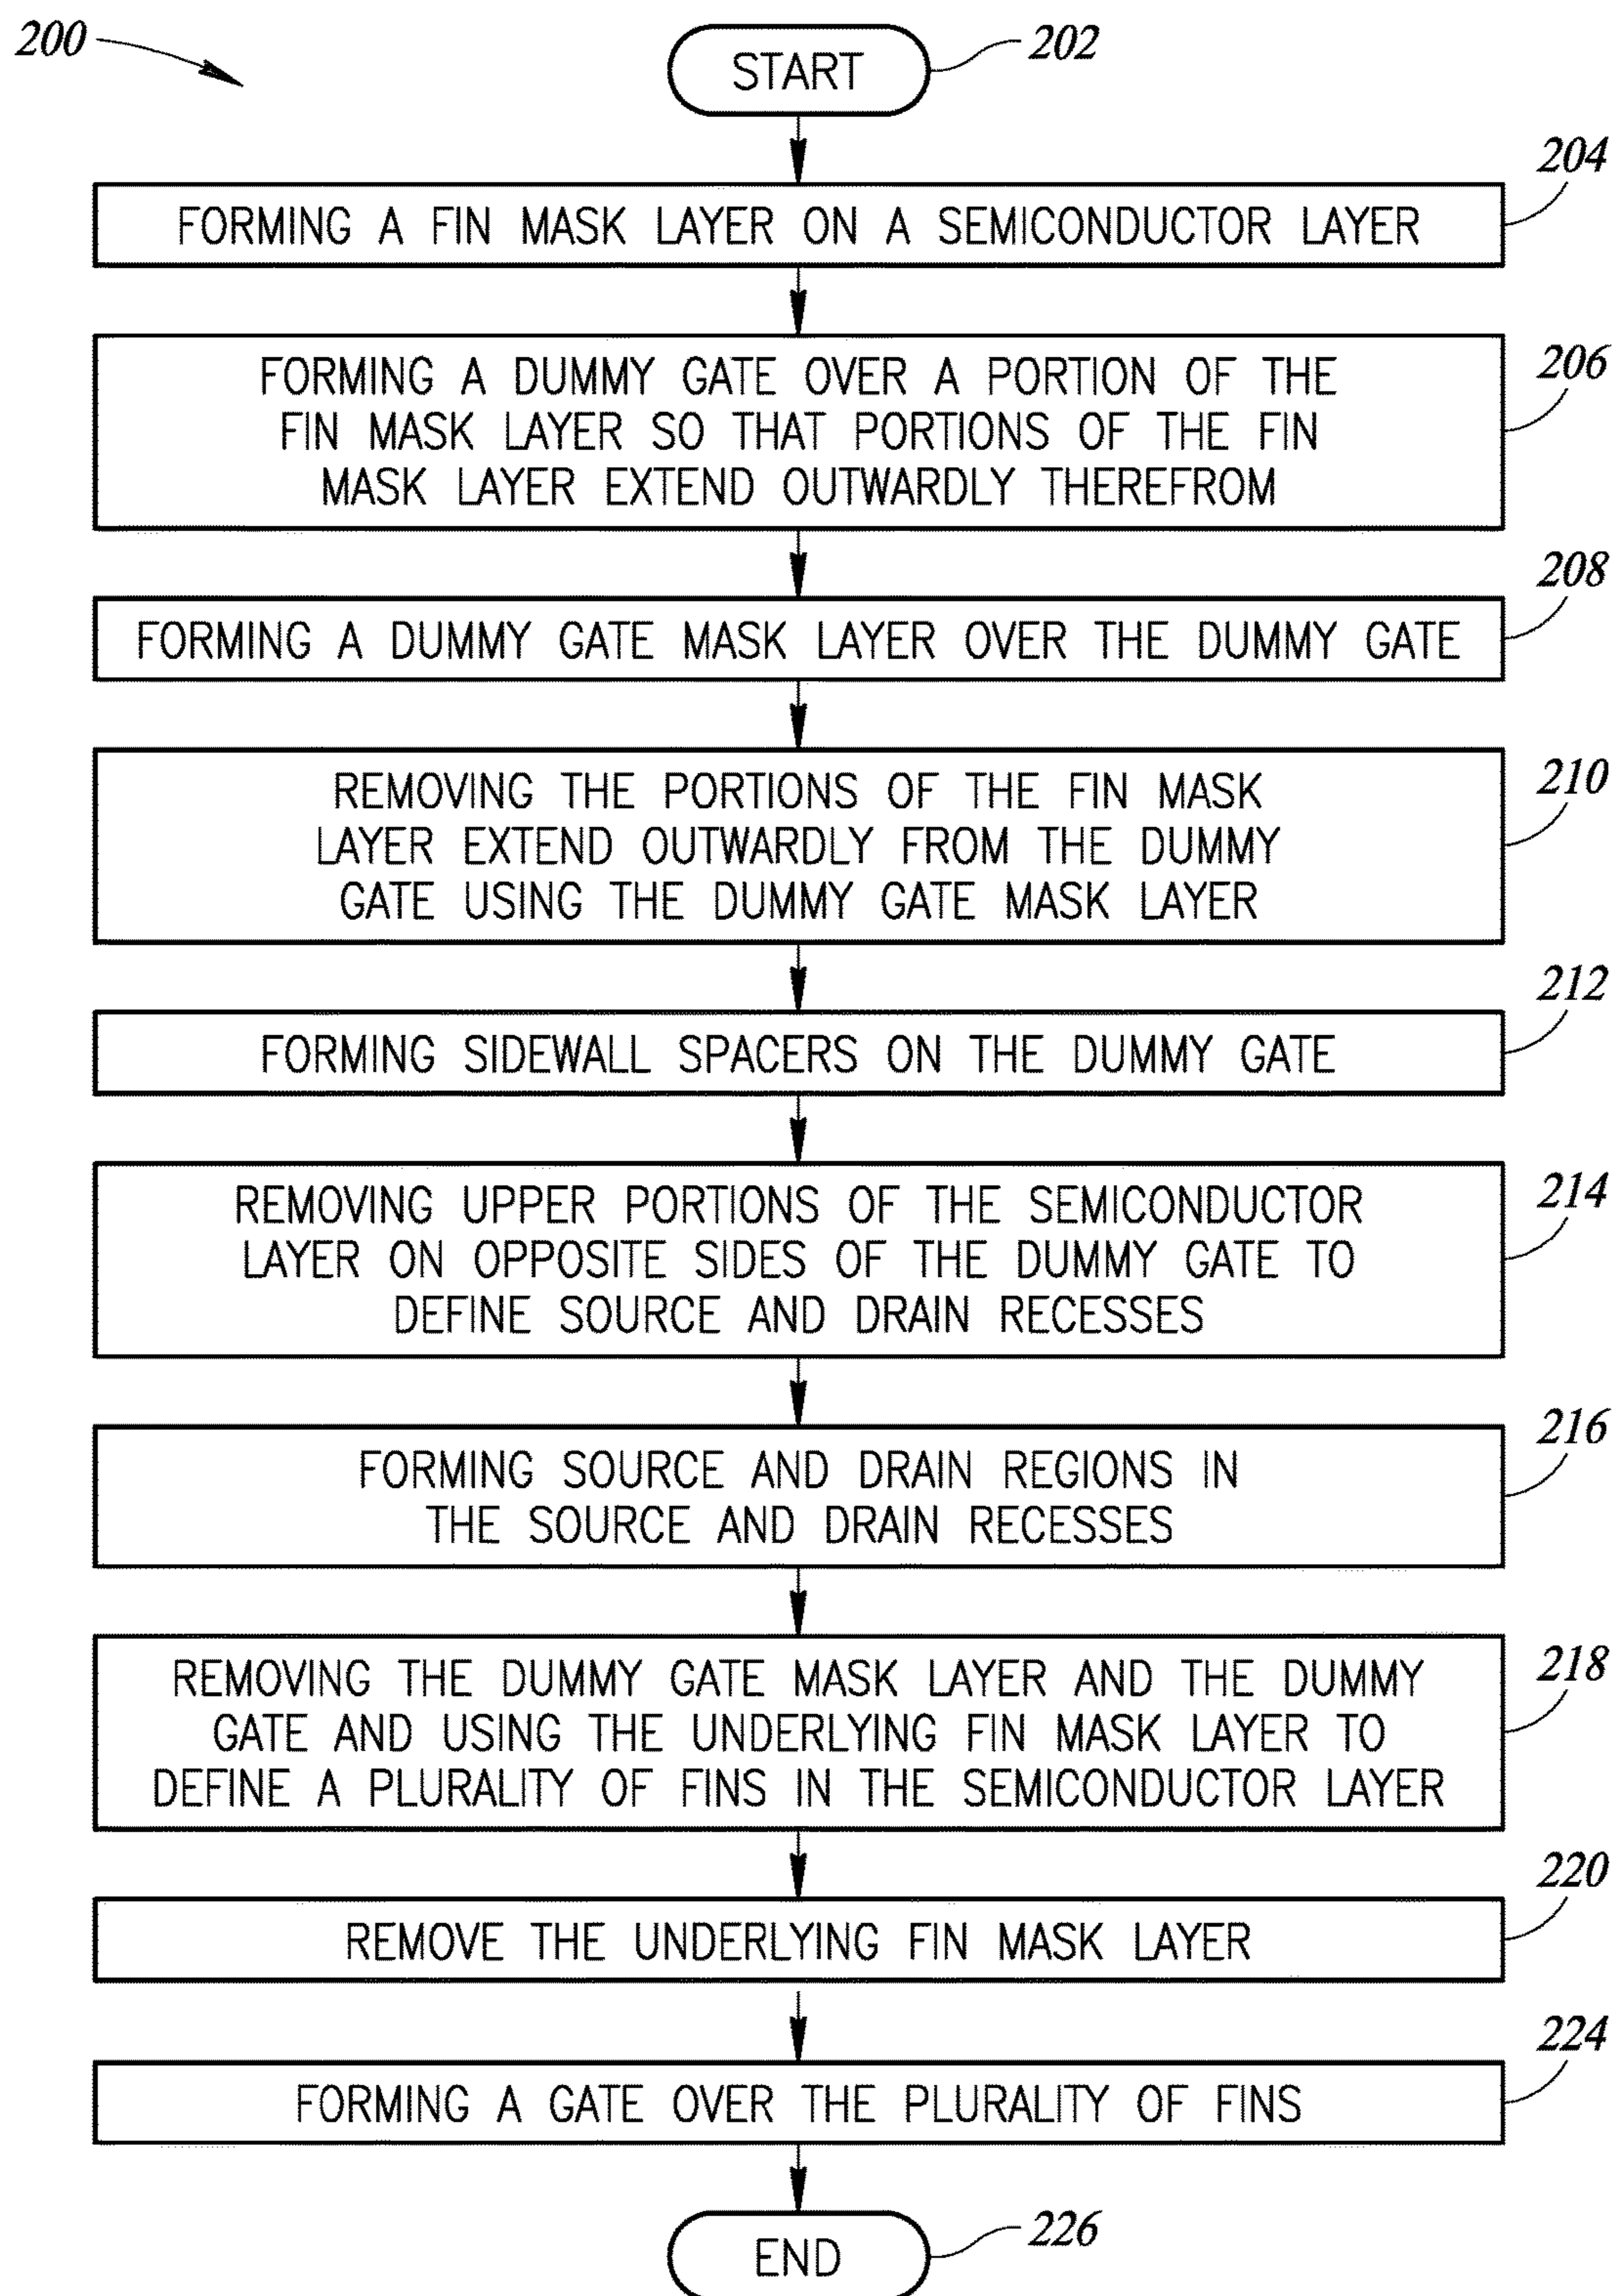 200
START
202
204
FORMING A FIN MASK LAYER ON A SEMICONDUCTOR LAYER
206
FORMING A DUMMY GATE OVER A PORTION OF THE
FIN MASK LAYER SO THAT PORTIONS OF THE FIN
MASK LAYER EXTEND OUTWARDLY THEREFROM
208
FORMING A DUMMY GATE MASK LAYER OVER THE DUMMY GATE
210
REMOVING THE PORTIONS OF THE FIN MASK
LAYER EXTEND OUTWARDLY FROM THE DUMMY
GATE USING THE DUMMY GATE MASK LAYER
212
FORMING SIDEWALL SPACERS ON THE DUMMY GATE
214
REMOVING UPPER PORTIONS OF THE SEMICONDUCTOR
LAYER ON OPPOSITE SIDES OF THE DUMMY GATE TO
DEFINE SOURCE AND DRAIN RECESSES
216
FORMING SOURCE AND DRAIN REGIONS IN
THE SOURCE AND DRAIN RECESSES
218
REMOVING THE DUMMY GATE MASK LAYER AND THE DUMMY
GATE AND USING THE UNDERLYING FIN MASK LAYER TO
DEFINE A PLURALITY OF FINS IN THE SEMICONDUCTOR LAYER
220
REMOVE THE UNDERLYING FIN MASK LAYER
224
FORMING A GATE OVER THE PLURALITY OF FINS
END
226